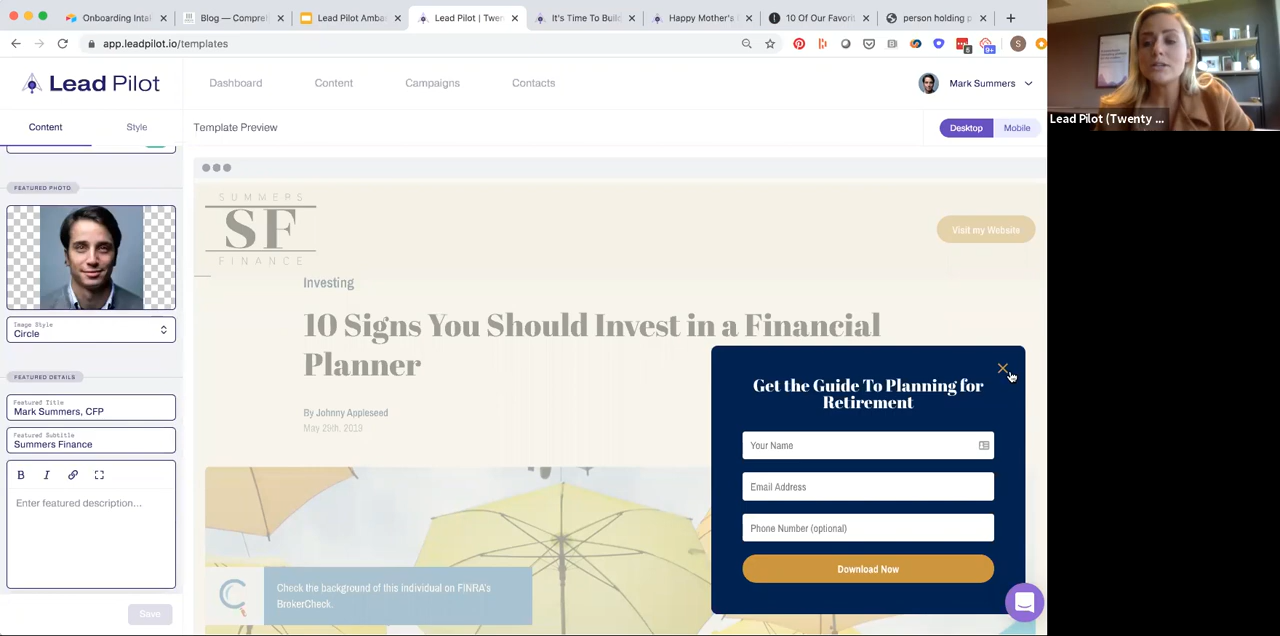 Onboarding Inta
Blog — Compreh
Lead Pilot Amba
Lead Pilot | Twen
It's Time To Buil
Happy Mother's
10 Of Our Favori
person holding p
app.leadpilot.io/templates
5
9+
S
Lead Pilot
Dashboard
Content
Campaigns
Contacts
Mark Summers
Content
Style
Template Preview
Desktop
Mobile
FEATURED PHOTO
Image Style
Circle
FEATURED DETAILS
Featured Title
Mark Summers, CFP
Featured Subtitle
Summers Finance
B I
Enter featured description...
Save
SUMMERS
SF
FINANCE
Visit my Website
Investing
10 Signs You Should Invest in a Financial
Planner
By Johnny Appleseed
May 29th, 2019
Check the background of this individual on FINRA's
BrokerCheck.
Get the Guide To Planning for
Retirement
Your Name
Email Address
Phone Number (optional)
Download Now
Lead Pilot (Twenty ...